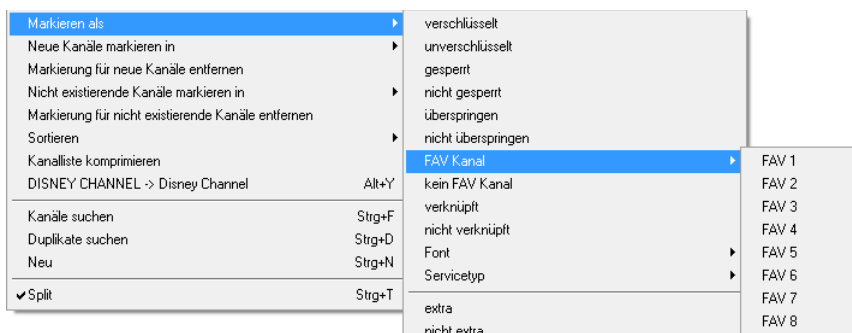 Markieren als
Neue Kanäle markieren in
Markierung für neue Kanäle entfernen
Nicht existierende Kanäle markieren in
Markierung für nicht existierende Kanäle entfernen
Sortieren
Kanalliste komprimieren
DISNEY CHANNEL -> Disney Channel Alt+Y
Kanäle suchen Strg+F
Duplikate suchen Strg+D
Neu Strg+N
Split Strg+T
verschlüsselt
unverschlüsselt
gesperrt
nicht gesperrt
überspringen
nicht überspringen
FAV Kanal
kein FAV Kanal
verknüpft
nicht verknüpft
Font
Servicetyp
extra
nicht extra
FAV 1
FAV 2
FAV 3
FAV 4
FAV 5
FAV 6
FAV 7
FAV 8